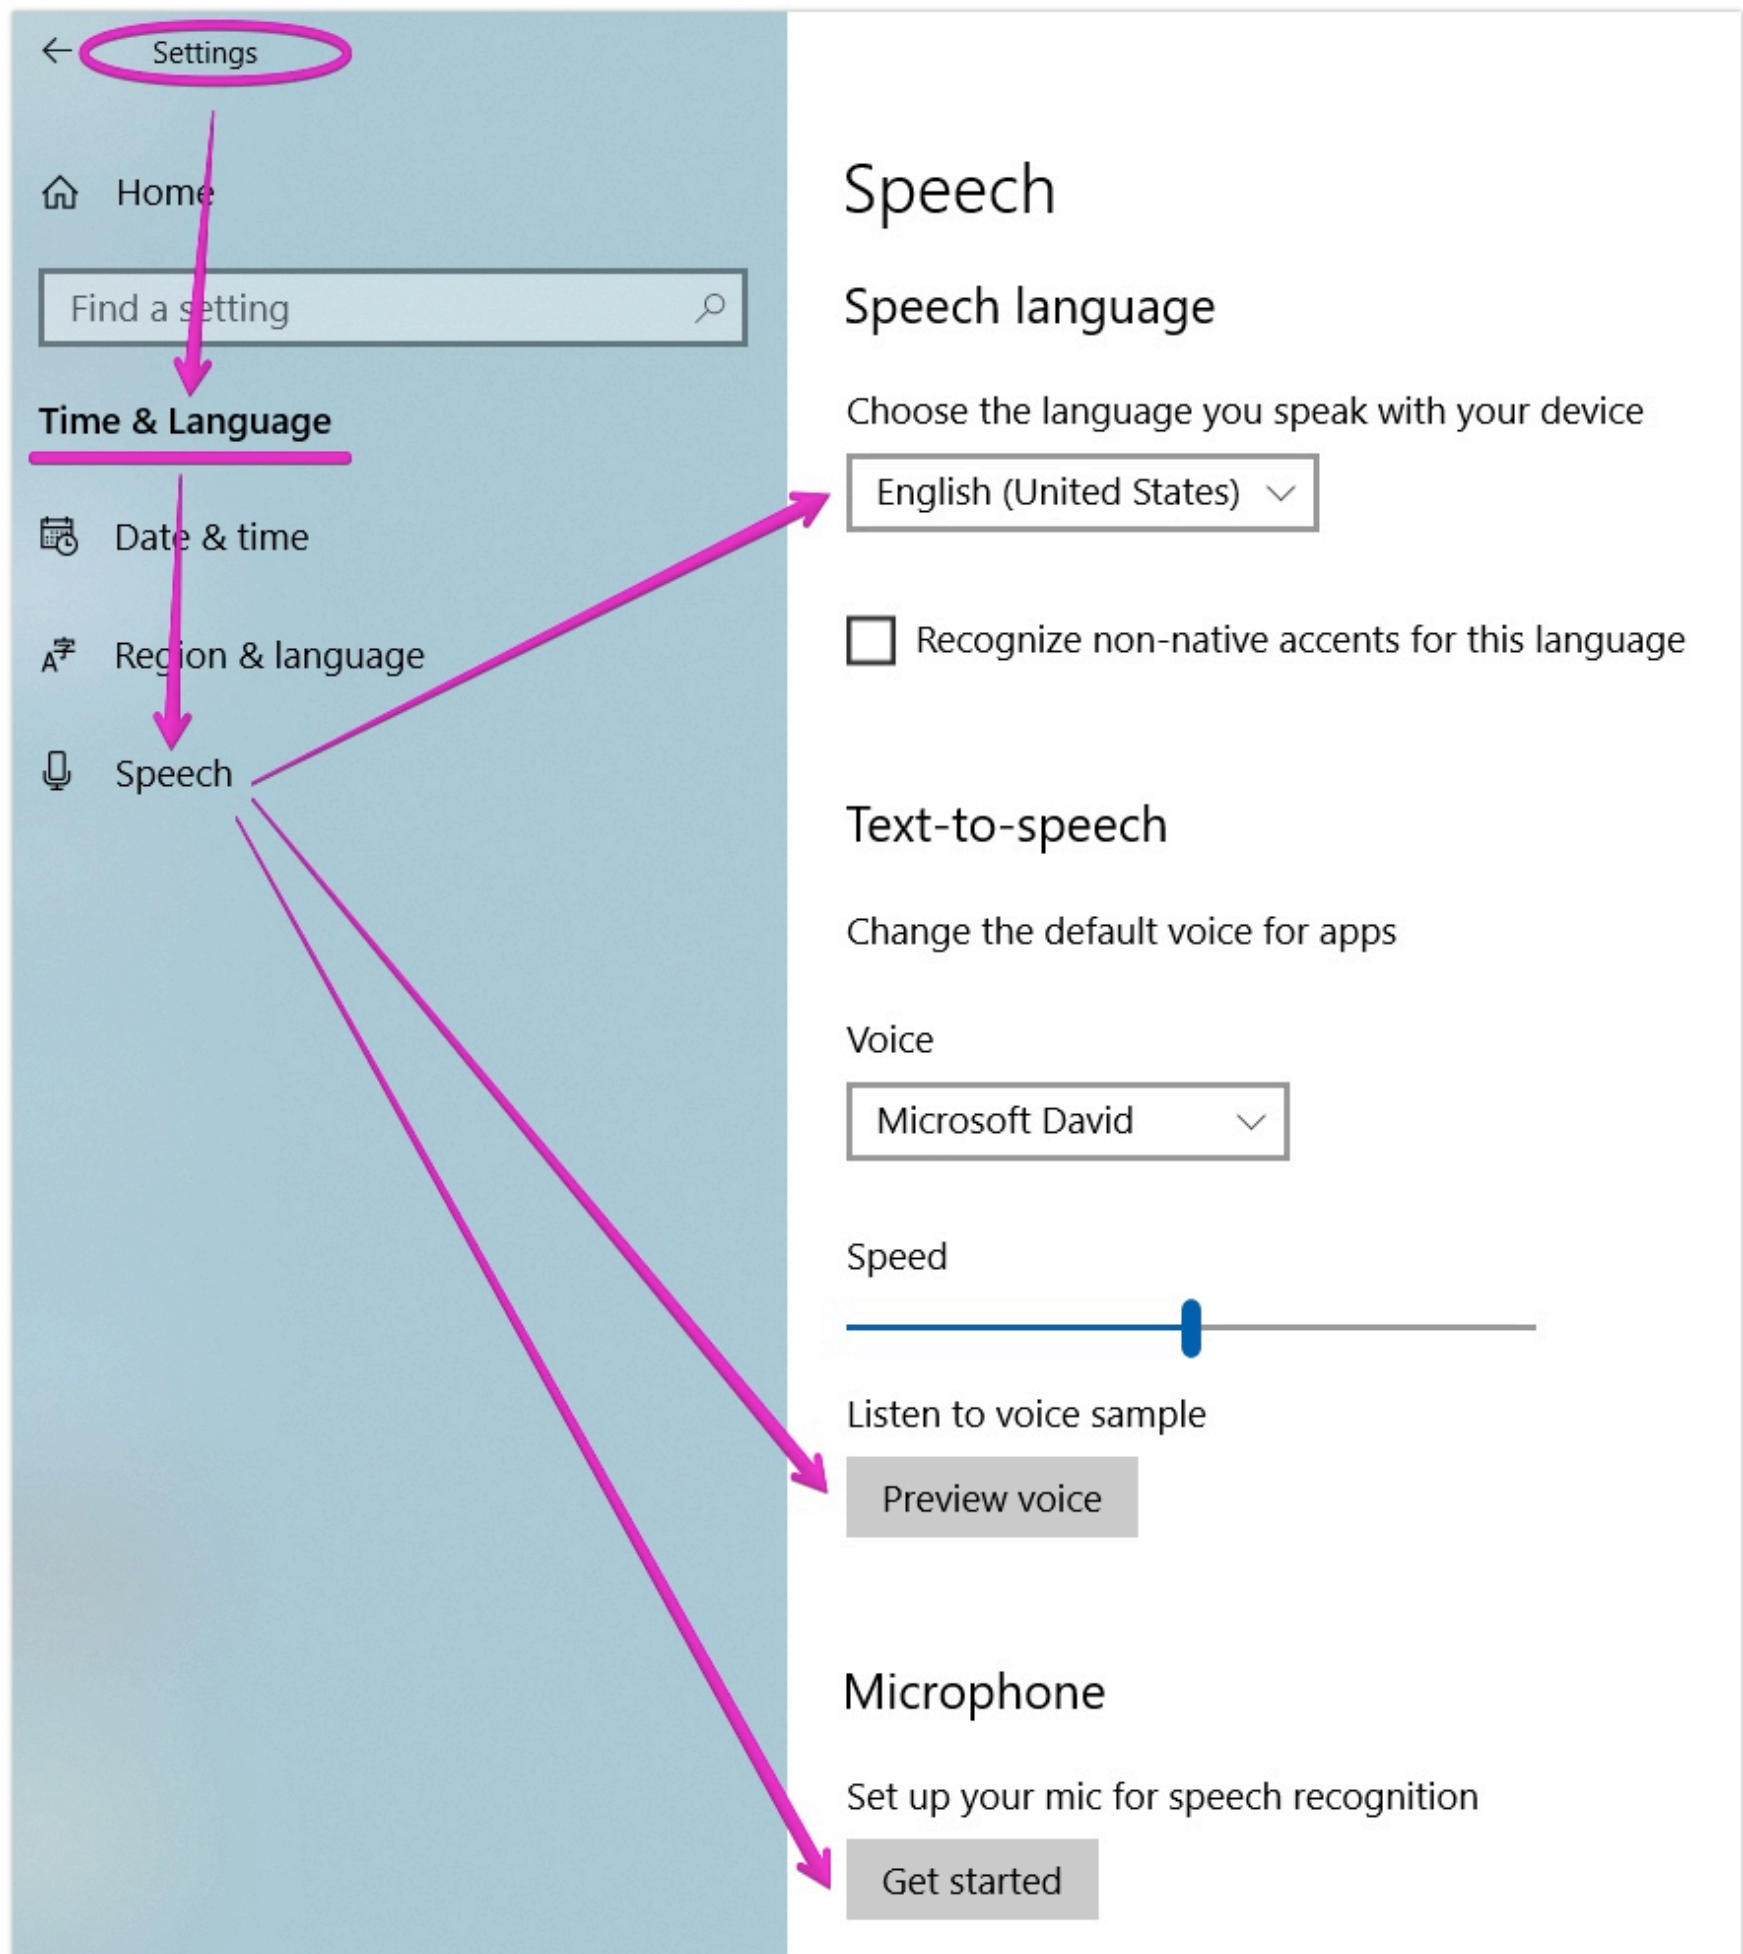 Settings
Home
Find a setting
Time & Language
Date & time
Region & language
Speech
Speech
Speech language
Choose the language you speak with your device
English (United States)
Recognize non-native accents for this language
Text-to-speech
Change the default voice for apps
Voice
Microsoft David
Speed
Listen to voice sample
Preview voice
Microphone
Set up your mic for speech recognition
Get started